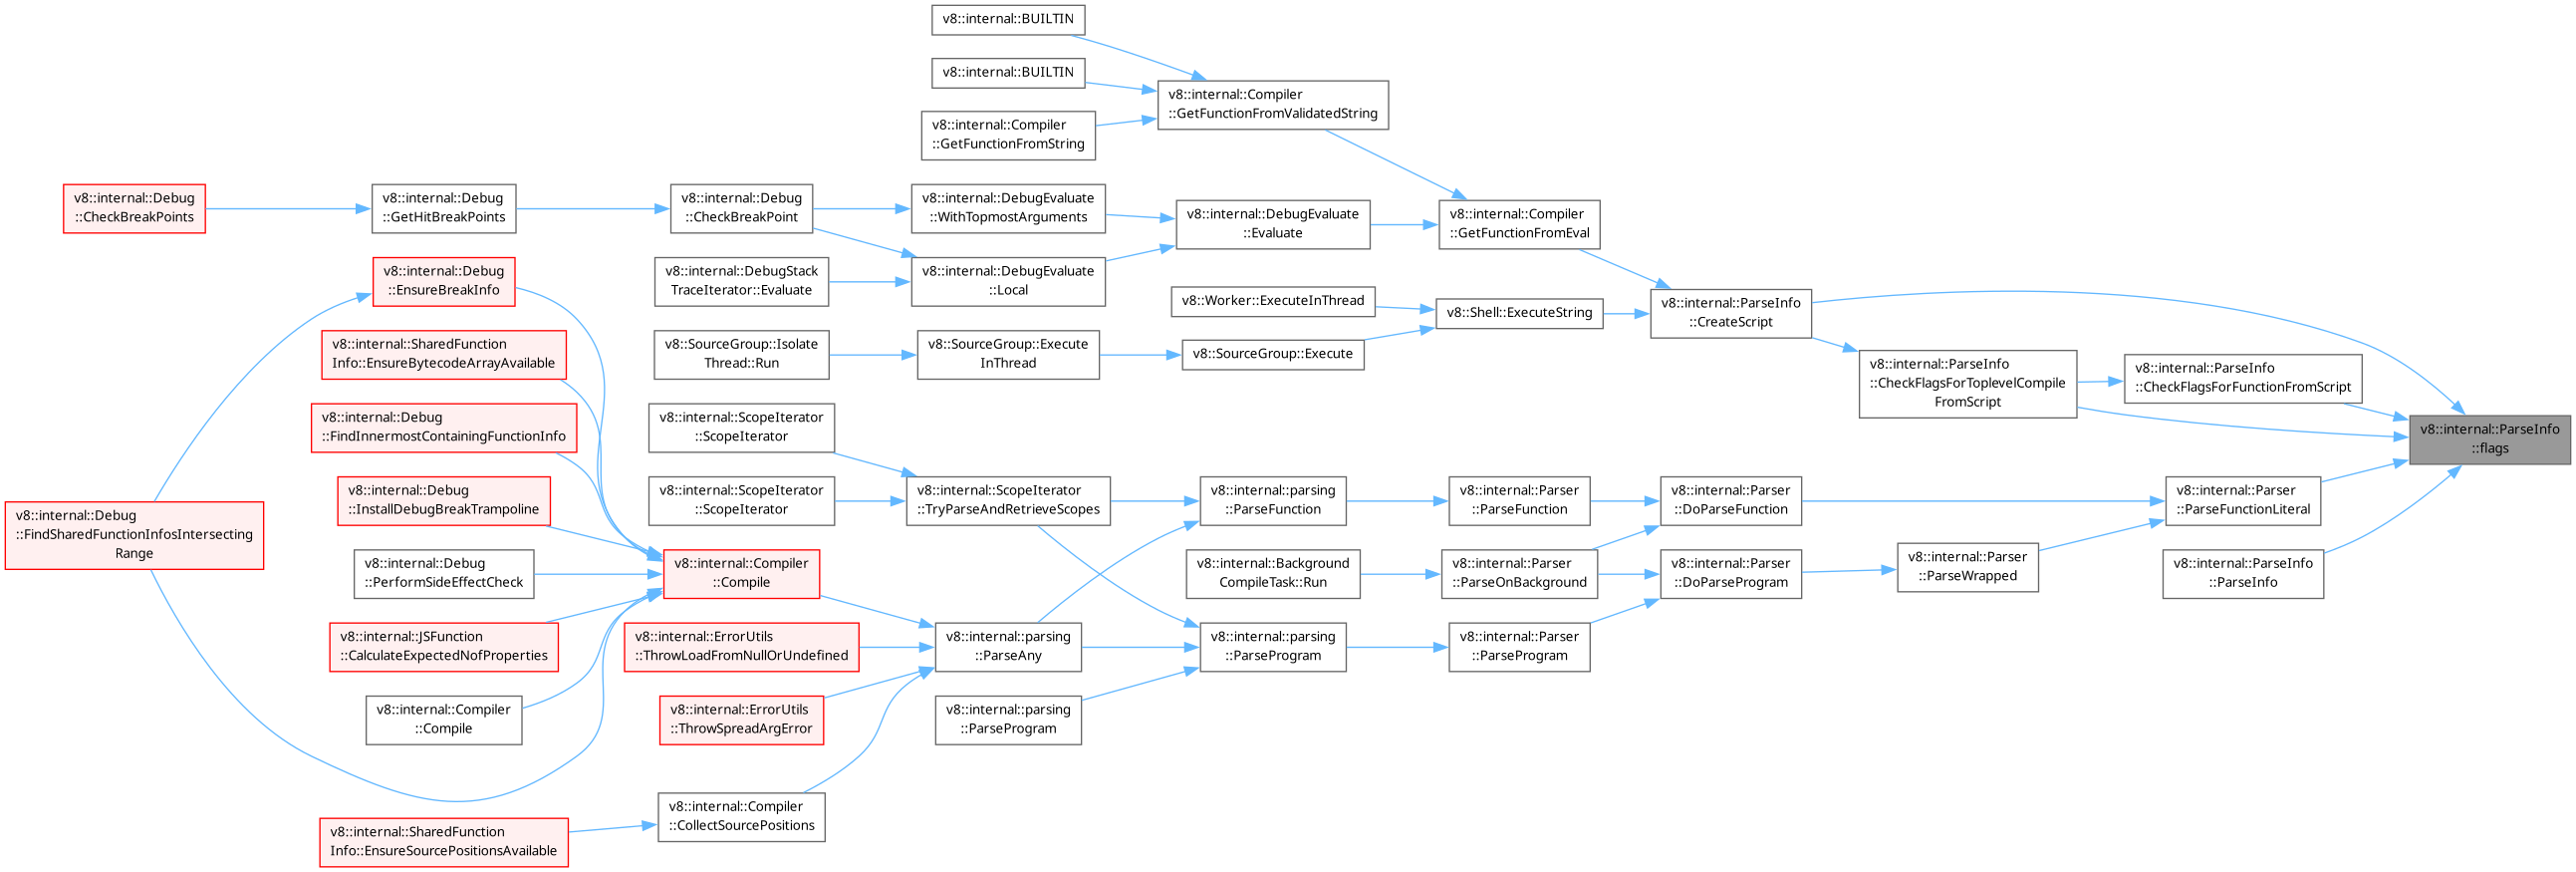 v8::internal::BUILTIN
v8::internal::BUILTIN
v8::internal::Compiler
::GetFunctionFromValidatedString
v8::internal::Compiler
::GetFunctionFromString
v8::internal::Debug
::CheckBreakPoints
v8::internal::Debug
::GetHitBreakPoints
v8::internal::Debug
::CheckBreakPoint
v8::internal::DebugEvaluate
::WithTopmostArguments
v8::internal::DebugEvaluate
::Evaluate
v8::internal::Compiler
::GetFunctionFromEval
v8::internal::Debug
::EnsureBreakInfo
v8::internal::DebugStack
TraceIterator::Evaluate
v8::internal::DebugEvaluate
::Local
v8::Worker::ExecuteInThread
v8::Shell::ExecuteString
v8::internal::ParseInfo
::CreateScript
v8::internal::SharedFunction
Info::EnsureBytecodeArrayAvailable
v8::SourceGroup::Isolate
Thread::Run
v8::SourceGroup::Execute
InThread
v8::SourceGroup::Execute
v8::internal::ParseInfo
::CheckFlagsForToplevelCompile
FromScript
v8::internal::ParseInfo
::CheckFlagsForFunctionFromScript
v8::internal::Debug
::FindInnermostContainingFunctionInfo
v8::internal::ScopeIterator
::ScopeIterator
v8::internal::ParseInfo
::flags
v8::internal::Debug
::InstallDebugBreakTrampoline
v8::internal::ScopeIterator
::ScopeIterator
v8::internal::ScopeIterator
::TryParseAndRetrieveScopes
v8::internal::parsing
::ParseFunction
v8::internal::Parser
::ParseFunction
v8::internal::Parser
::DoParseFunction
v8::internal::Parser
::ParseFunctionLiteral
v8::internal::Debug
::FindSharedFunctionInfosIntersecting
Range
v8::internal::Debug
::PerformSideEffectCheck
v8::internal::Compiler
::Compile
v8::internal::Background
CompileTask::Run
v8::internal::Parser
::ParseOnBackground
v8::internal::Parser
::DoParseProgram
v8::internal::Parser
::ParseWrapped
v8::internal::ParseInfo
::ParseInfo
v8::internal::JSFunction
::CalculateExpectedNofProperties
v8::internal::ErrorUtils
::ThrowLoadFromNullOrUndefined
v8::internal::parsing
::ParseAny
v8::internal::parsing
::ParseProgram
v8::internal::Parser
::ParseProgram
v8::internal::Compiler
::Compile
v8::internal::ErrorUtils
::ThrowSpreadArgError
v8::internal::parsing
::ParseProgram
v8::internal::Compiler
::CollectSourcePositions
v8::internal::SharedFunction
Info::EnsureSourcePositionsAvailable